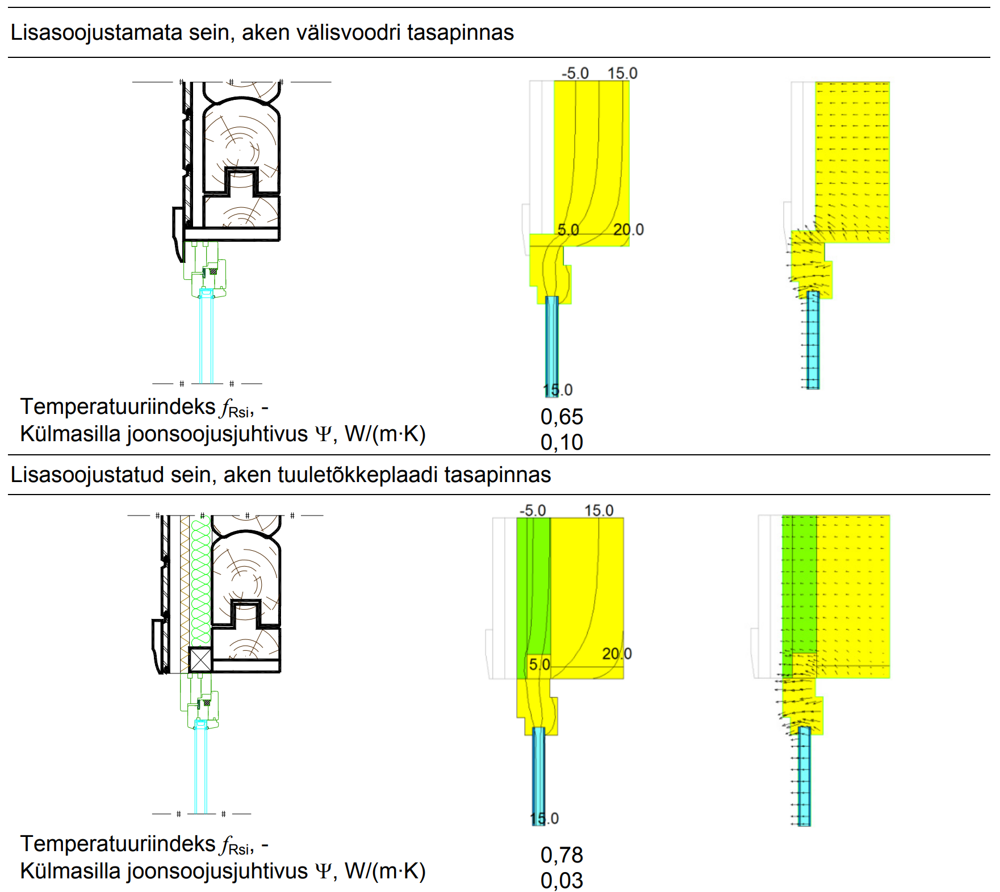 Lisasoojustamata sein, aken välisvoodri tasapinnas
-5.0 15.0
5.0 20.0
15.0
Temperatuuriindeks fRsi, -
0,65
Külmasilla joonsoojusjuhtivus Ψ, W/(m·K)
0,10
Lisasoojustatud sein, aken tuuletõkkeplaadi tasapinnas
-5.0 15.0
5.0 20.0
15.0
Temperatuuriindeks fRsi, -
0,78
Külmasilla joonsoojusjuhtivus Ψ, W/(m·K)
0,03